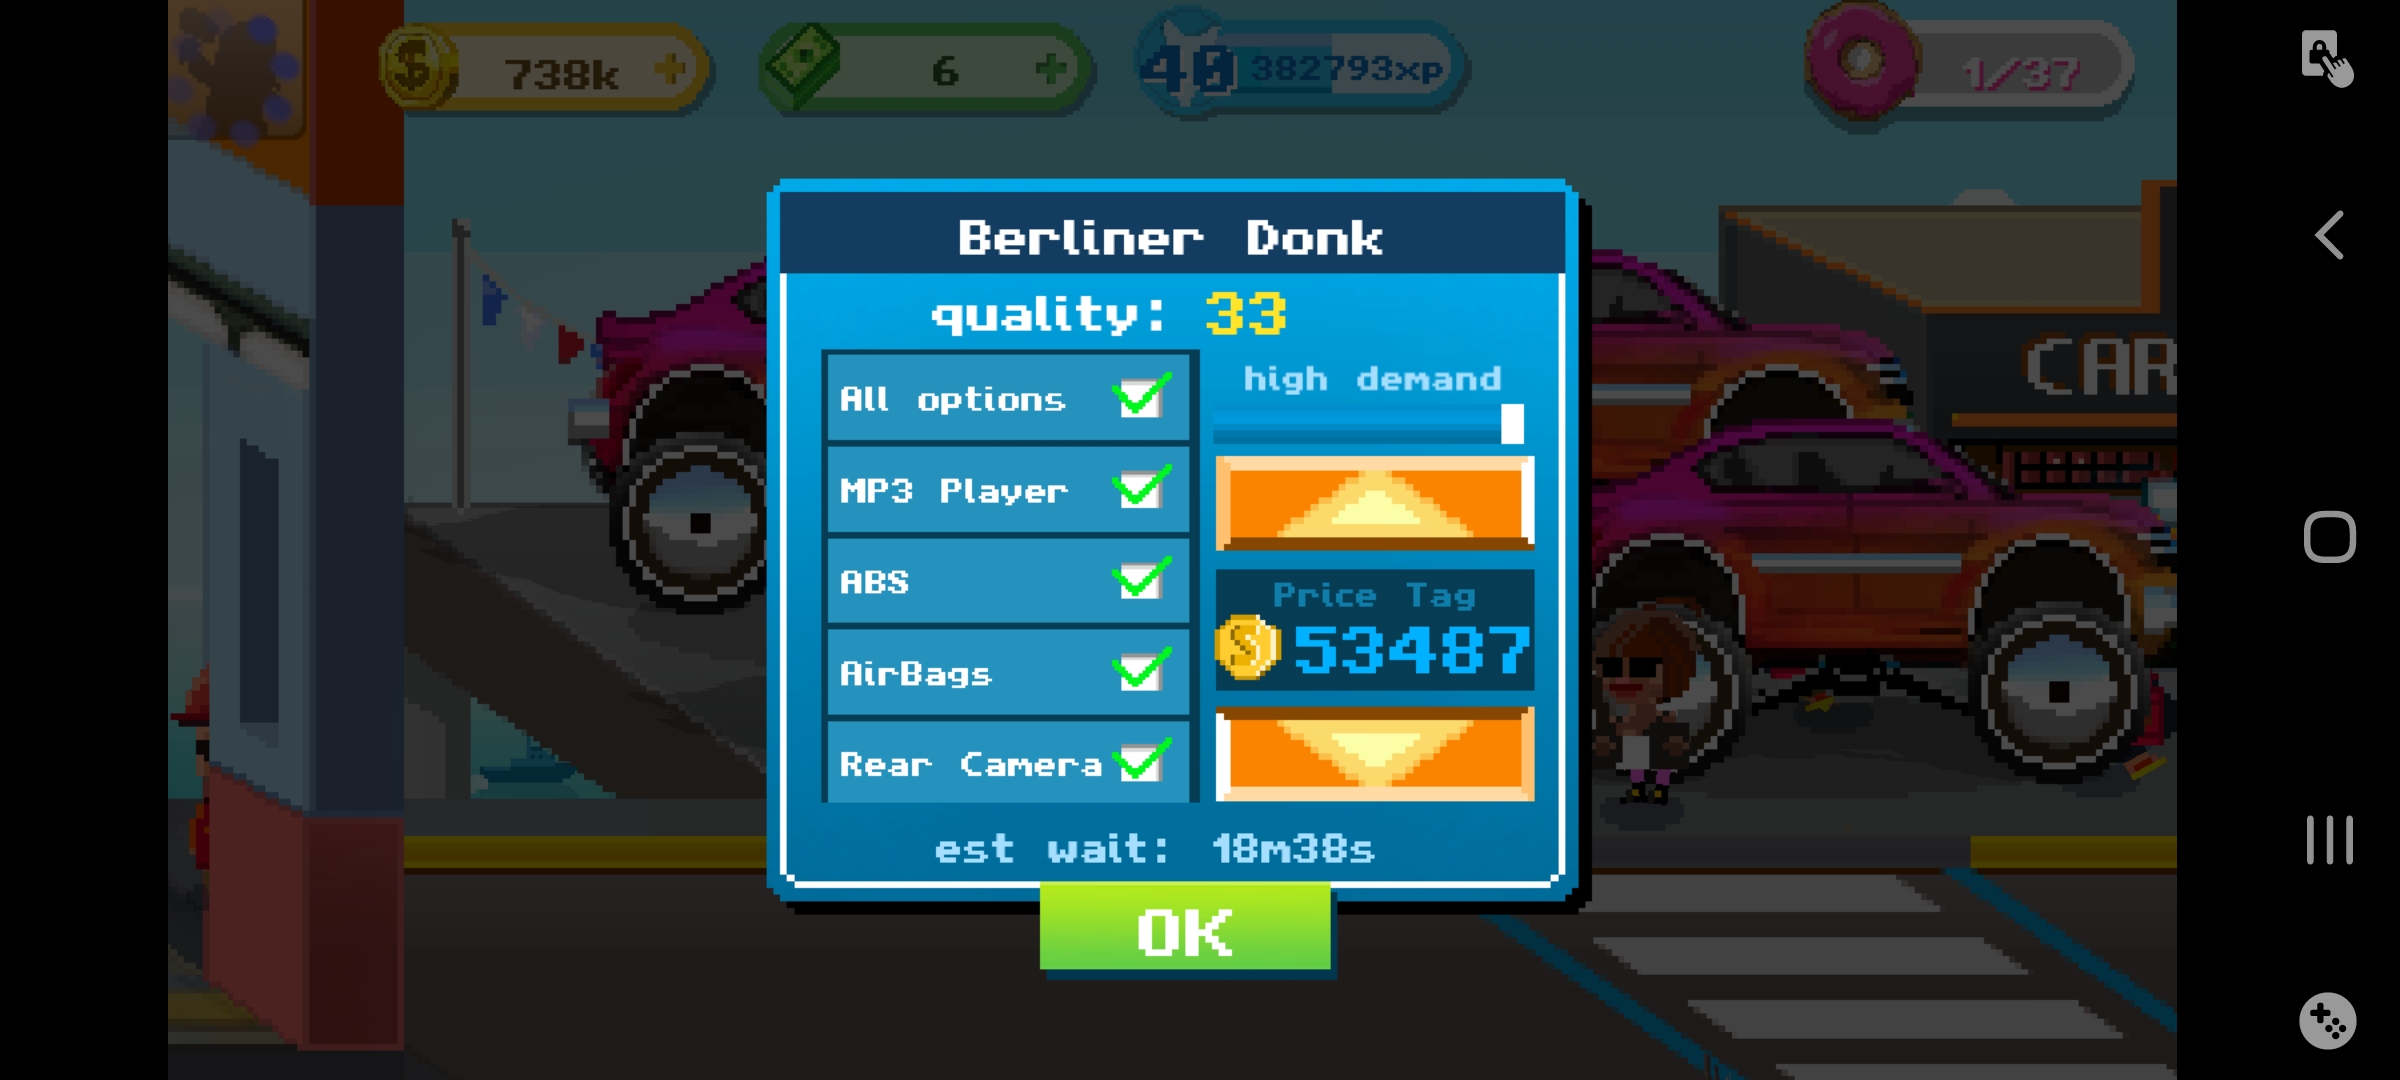 738k +
6 +
40 382793xp
1/37
Berliner Donk
quality: 33
All options
MP3 Player
ABS
AirBags
Rear Camera
high demand
Price Tag
53487
est wait: 18m38s
OK
CAR